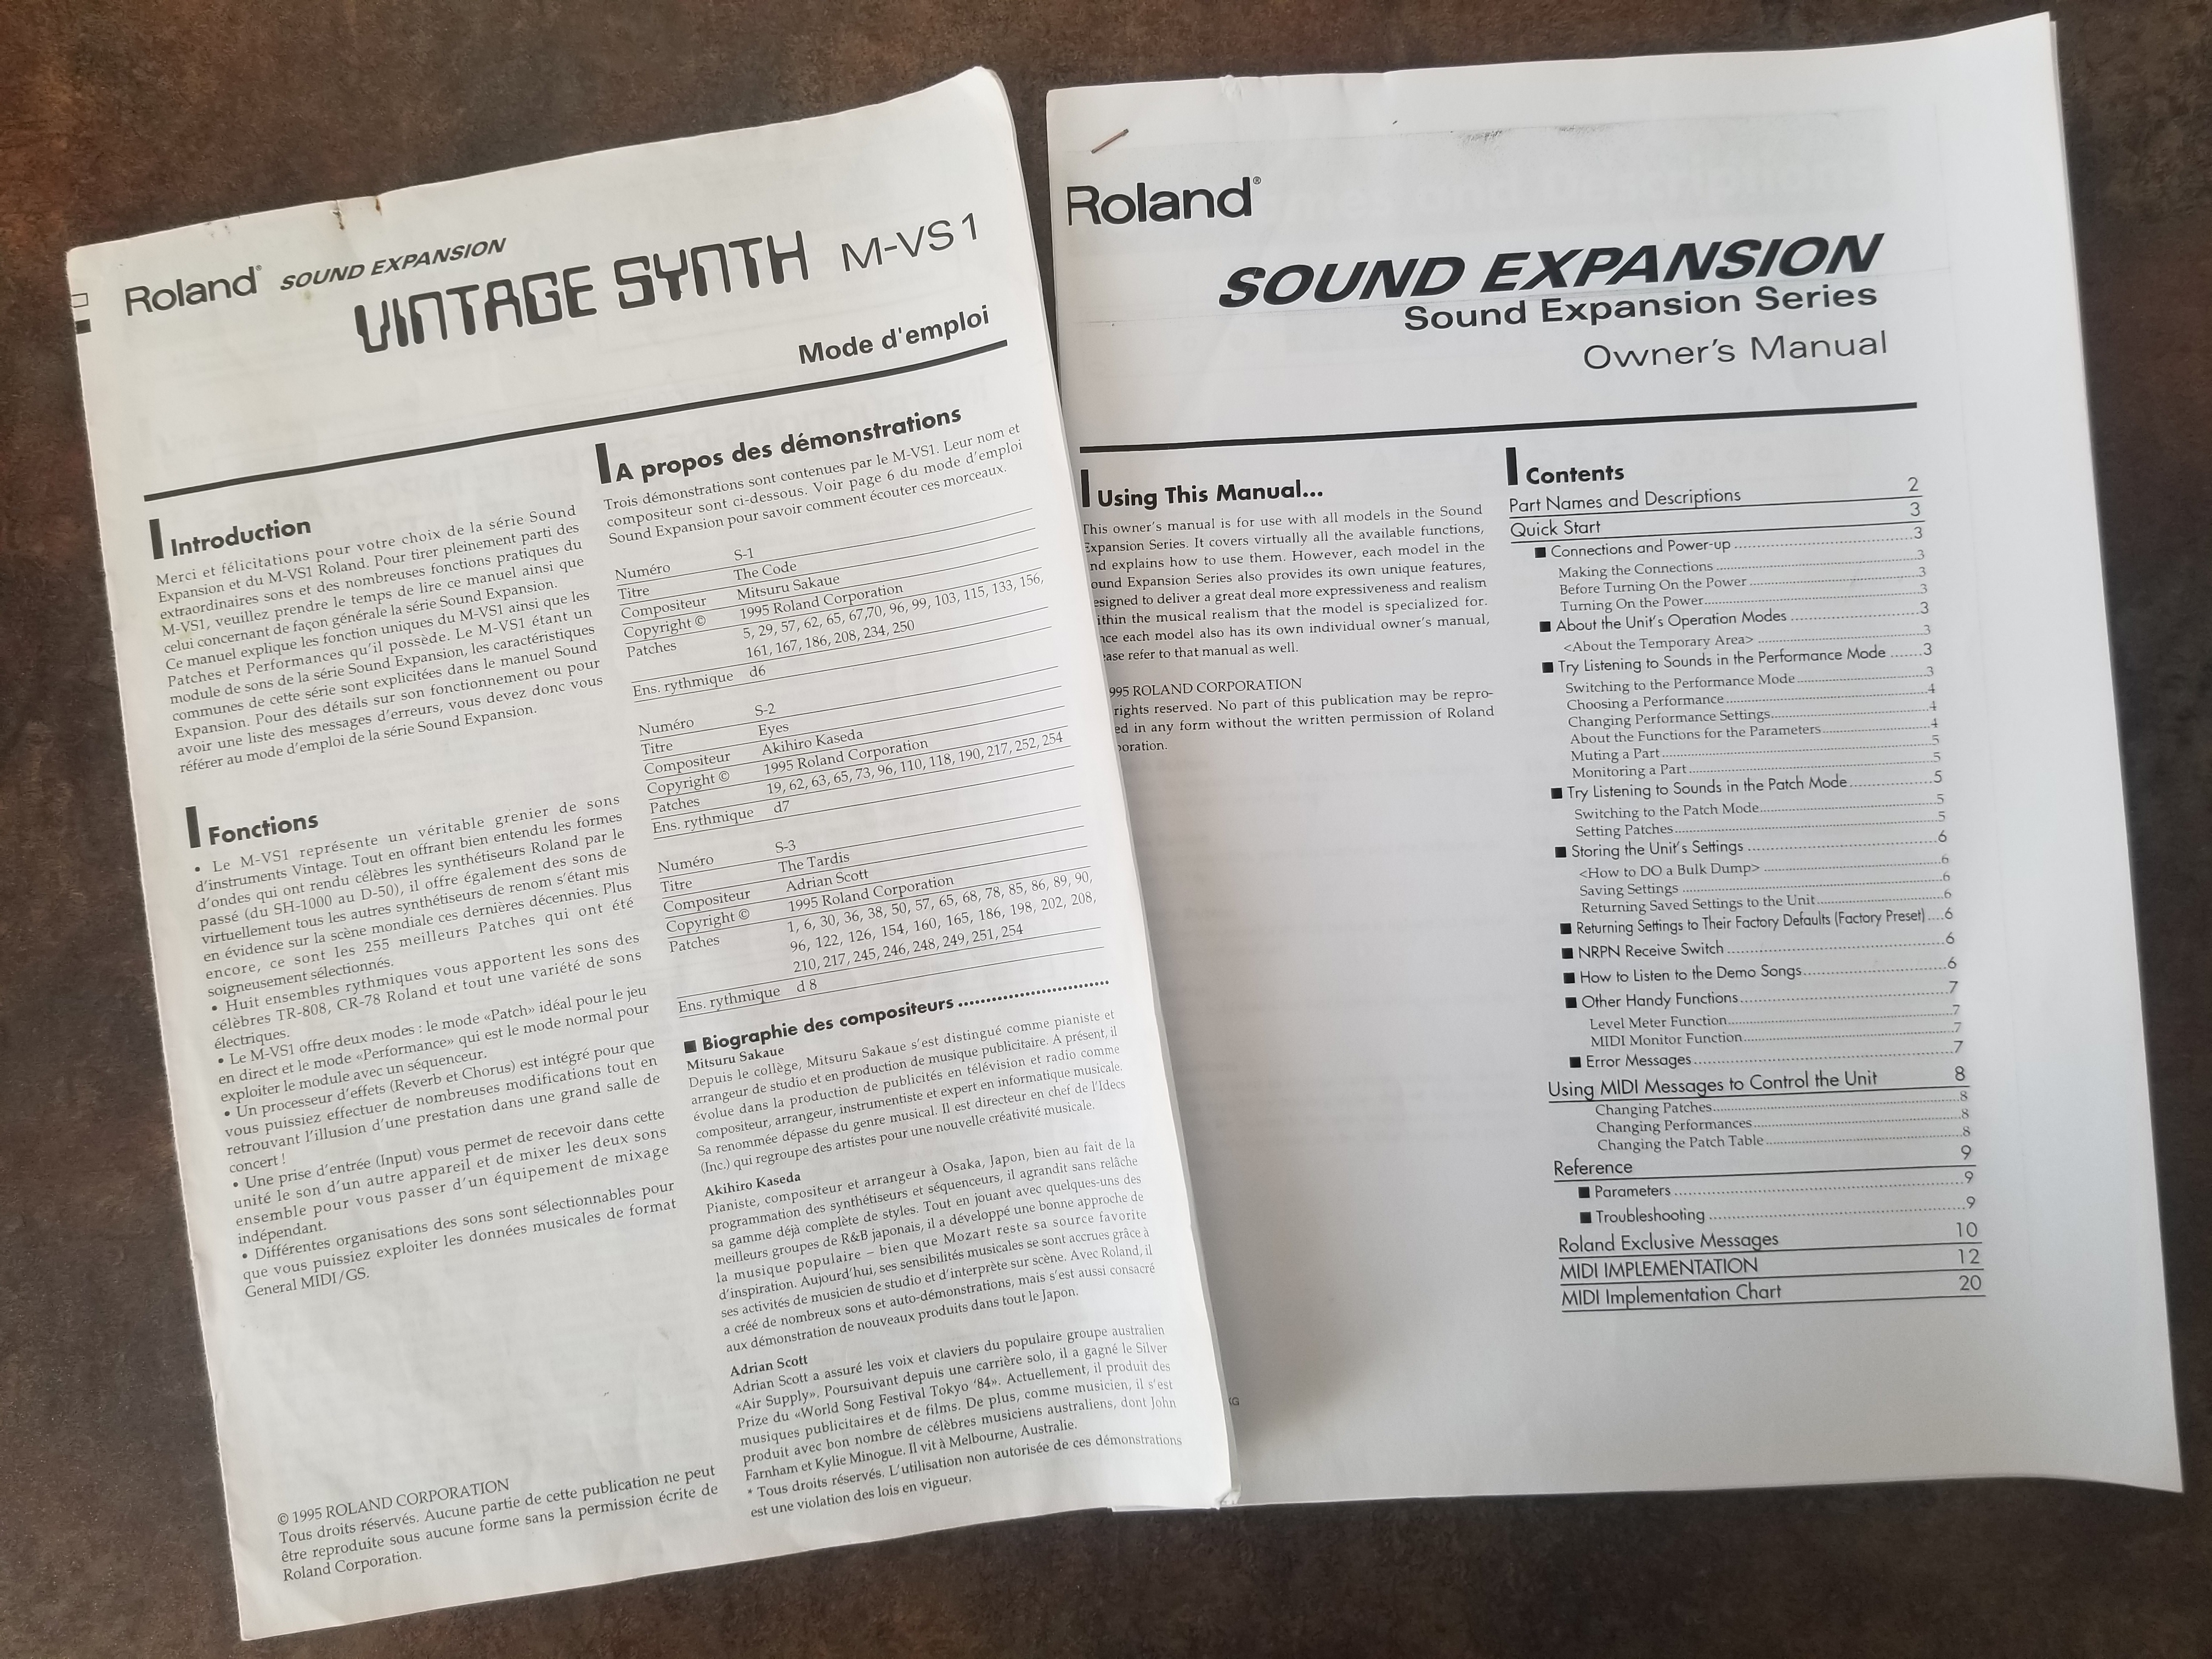 Roland® SOUND EXPANSION
VINTAGE SYNTH M-VS1
Mode d'emploi
Introduction
Merci et félicitations pour votre choix de la série Sound
Expansion et du M-VS1 Roland. Pour tirer pleinement parti des
extraordinaires sons et des nombreuses fonctions pratiques du
M-VS1, veuillez prendre le temps de lire ce manuel ainsi que
celui concernant de façon générale la série Sound Expansion.
Ce manuel explique les fonction uniques du M-VS1 ainsi que les
Patches et Performances qu'il possède. Le M-VS1 étant un
module de sons de la série Sound Expansion, les caractéristiques
communes de cette série sont explicitées dans le manuel Sound
Expansion. Pour des détails sur son fonctionnement ou pour
avoir une liste des messages d'erreurs, vous devez donc vous
référer au mode d'emploi de la série Sound Expansion.
Fonctions
• Le M-VS1 représente un véritable grenier de sons
d'instruments Vintage. Tout en offrant bien entendu les formes
d'ondes qui ont rendu célèbres les synthétiseurs Roland par le
passé (du SH-1000 au D-50), il offre également des sons de
virtuellement tous les autres synthétiseurs de renom s'étant mis
en évidence sur la scène mondiale ces dernières décennies. Plus
encore, ce sont les 255 meilleurs Patches qui ont été
soigneusement sélectionnés.
• Huit ensembles rythmiques vous apportent les sons des
célèbres TR-808, CR-78 Roland et tout une variété de sons
électriques.
• Le M-VS1 offre deux modes : le mode «Patch» idéal pour le jeu
en direct et le mode «Performance» qui est le mode normal pour
exploiter le module avec un séquenceur.
• Un processeur d'effets (Reverb et Chorus) est intégré pour que
vous puissiez effectuer de nombreuses modifications tout en
retrouvant l'illusion d'une prestation dans une grand salle de
concert !
• Une prise d'entrée (Input) vous permet de recevoir dans cette
unité le son d'un autre appareil et de mixer les deux sons
ensemble pour vous passer d'un équipement de mixage
indépendant.
• Différentes organisations des sons sont sélectionnables pour
que vous puissiez exploiter les données musicales de format
General MIDI/GS.
© 1995 ROLAND CORPORATION
Tous droits réservés. Aucune partie de cette publication ne peut
être reproduite sous aucune forme sans la permission écrite de
Roland Corporation.
A propos des démonstrations
Trois démonstrations sont contenues par le M-VS1. Leur nom et
compositeur sont ci-dessous. Voir page 6 du mode d'emploi
Sound Expansion pour savoir comment écouter ces morceaux.
Numéro S-1
Titre The Code
Compositeur Mitsuru Sakaue
Copyright © 1995 Roland Corporation
Patches 5, 29, 57, 62, 65, 67,70, 96, 99, 103, 115, 133, 156,
161, 167, 186, 208, 234, 250
Ens. rythmique d6
Numéro S-2
Titre Eyes
Compositeur Akihiro Kaseda
Copyright © 1995 Roland Corporation
Patches 19, 62, 63, 65, 73, 96, 110, 118, 190, 217, 252, 254
Ens. rythmique d7
Numéro S-3
Titre The Tardis
Compositeur Adrian Scott
Copyright © 1995 Roland Corporation
Patches 1, 6, 30, 36, 38, 50, 57, 65, 68, 78, 85, 86, 89, 90,
96, 122, 126, 154, 160, 165, 186, 198, 202, 208,
210, 217, 245, 246, 248, 249, 251, 254
Ens. rythmique d 8
■ Biographie des compositeurs ................................
Mitsuru Sakaue
Depuis le collège, Mitsuru Sakaue s'est distingué comme pianiste et
arrangeur de studio et en production de musique publicitaire. A présent, il
évolue dans la production de publicités en télévision et radio comme
compositeur, arrangeur, instrumentiste et expert en informatique musicale.
Sa renommée dépasse du genre musical. Il est directeur en chef de l'Idecs
(Inc.) qui regroupe des artistes pour une nouvelle créativité musicale.
Akihiro Kaseda
Pianiste, compositeur et arrangeur à Osaka, Japon, bien au fait de la
programmation des synthétiseurs et séquenceurs, il agrandit sans relâche
sa gamme déjà complète de styles. Tout en jouant avec quelques-uns des
meilleurs groupes de R&B japonais, il a développé une bonne approche de
la musique populaire – bien que Mozart reste sa source favorite
d'inspiration. Aujourd'hui, ses sensibilités musicales se sont accrues grâce à
ses activités de musicien de studio et d'interprète sur scène. Avec Roland, il
a créé de nombreux sons et auto-démonstrations, mais s'est aussi consacré
aux démonstration de nouveaux produits dans tout le Japon.
Adrian Scott
Adrian Scott a assuré les voix et claviers du populaire groupe australien
«Air Supply». Poursuivant depuis une carrière solo, il a gagné le Silver
Prize du «World Song Festival Tokyo '84». Actuellement, il produit des
musiques publicitaires et de films. De plus, comme musicien, il s'est
produit avec bon nombre de célèbres musiciens australiens, dont John
Farnham et Kylie Minogue. Il vit à Melbourne, Australie.
* Tous droits réservés. L'utilisation non autorisée de ces démonstrations
est une violation des lois en vigueur.
Roland®
SOUND EXPANSION
Sound Expansion Series
Owner's Manual
Using This Manual...
This owner's manual is for use with all models in the Sound
Expansion Series. It covers virtually all the available functions,
nd explains how to use them. However, each model in the
ound Expansion Series also provides its own unique features,
esigned to deliver a great deal more expressiveness and realism
ithin the musical realism that the model is specialized for.
nce each model also has its own individual owner's manual,
ase refer to that manual as well.
995 ROLAND CORPORATION
rights reserved. No part of this publication may be repro-
ed in any form without the written permission of Roland
poration.
Contents
Part Names and Descriptions 2
Quick Start 3
■ Connections and Power-up ................3
Making the Connections ................3
Before Turning On the Power ................3
Turning On the Power................3
■ About the Unit's Operation Modes ................3
<About the Temporary Area> ................3
■ Try Listening to Sounds in the Performance Mode .......3
Switching to the Performance Mode................3
Choosing a Performance................4
Changing Performance Settings................4
About the Functions for the Parameters................4
Muting a Part................5
Monitoring a Part................5
■ Try Listening to Sounds in the Patch Mode................5
Switching to the Patch Mode................5
Setting Patches................5
■ Storing the Unit's Settings ................6
<How to DO a Bulk Dump> ................6
Saving Settings ................6
Returning Saved Settings to the Unit................6
■ Returning Settings to Their Factory Defaults (Factory Preset)....6
■ NRPN Receive Switch ................6
■ How to Listen to the Demo Songs................6
■ Other Handy Functions................7
Level Meter Function................7
MIDI Monitor Function................7
■ Error Messages................7
Using MIDI Messages to Control the Unit 8
Changing Patches................8
Changing Performances................8
Changing the Patch Table................8
Reference 9
■ Parameters ................9
■ Troubleshooting ................9
Roland Exclusive Messages 10
MIDI IMPLEMENTATION 12
MIDI Implementation Chart 20